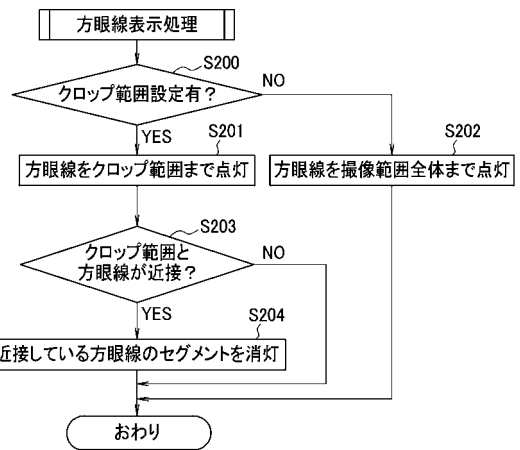 方眼線表示処理
S200
クロップ範囲設定有？
NO
YES
S201
方眼線をクロップ範囲まで点灯
S202
方眼線を撮像範囲全体まで点灯
S203
クロップ範囲と
方眼線が近接？
NO
YES
S204
近接している方眼線のセグメントを消灯
おわり